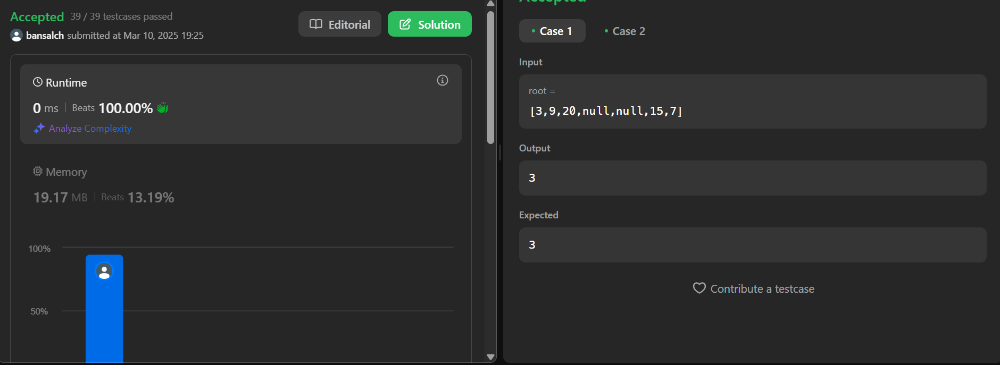 Accepted 39 / 39 testcases passed
bansalch submitted at Mar 10, 2025 19:25
Editorial
Solution
Runtime
0 ms | Beats 100.00%
Analyze Complexity
Memory
19.17 MB | Beats 13.19%
100%
50%
Accepted
Case 1
Case 2
Input
root =
[3,9,20,null,null,15,7]
Output
3
Expected
3
Contribute a testcase